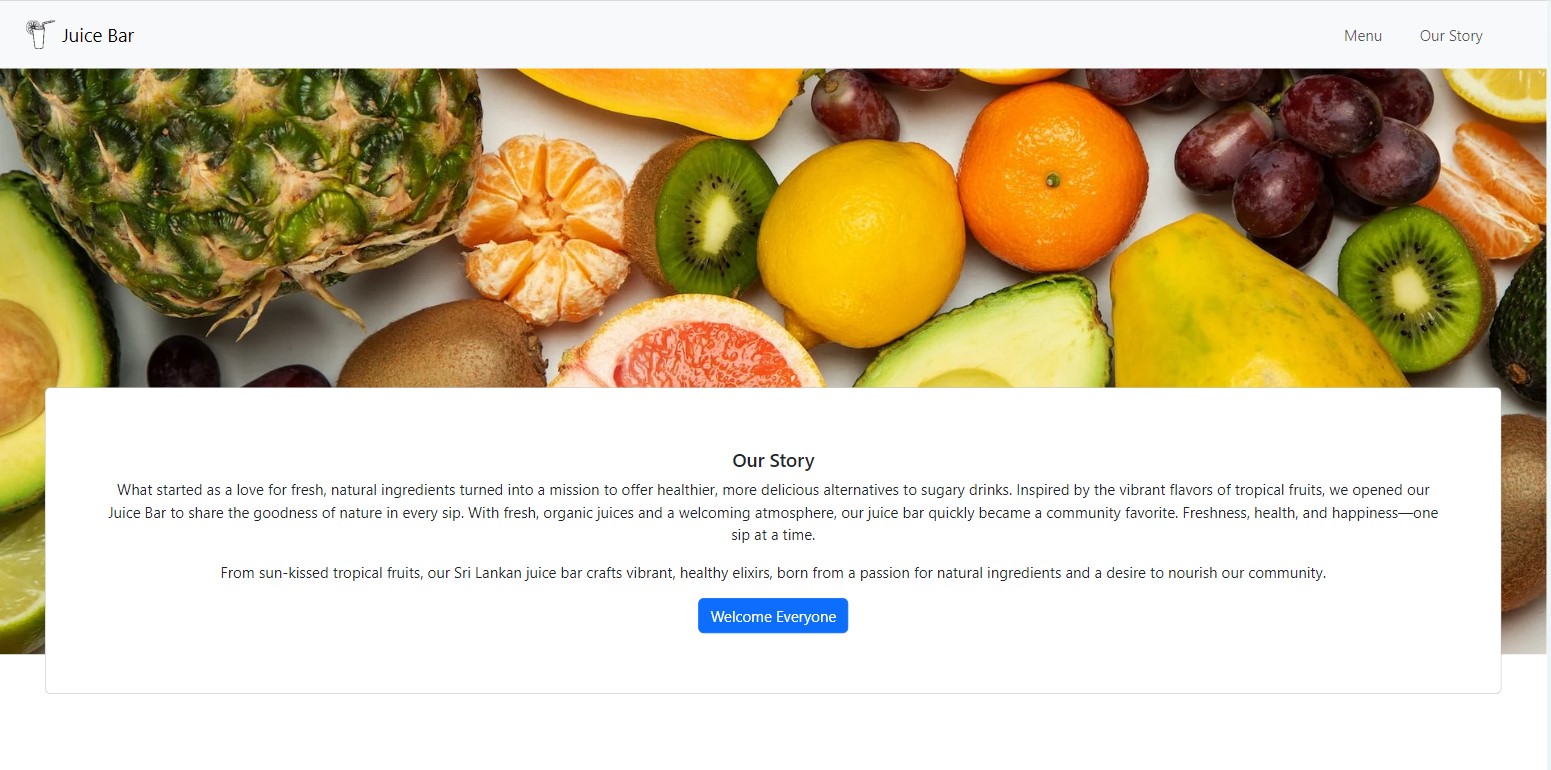 Juice Bar
Menu
Our Story
Our Story
What started as a love for fresh, natural ingredients turned into a mission to offer healthier, more delicious alternatives to sugary drinks. Inspired by the vibrant flavors of tropical fruits, we opened our
Juice Bar to share the goodness of nature in every sip. With fresh, organic juices and a welcoming atmosphere, our juice bar quickly became a community favorite. Freshness, health, and happiness—one
sip at a time.
From sun-kissed tropical fruits, our Sri Lankan juice bar crafts vibrant, healthy elixirs, born from a passion for natural ingredients and a desire to nourish our community.
Welcome Everyone